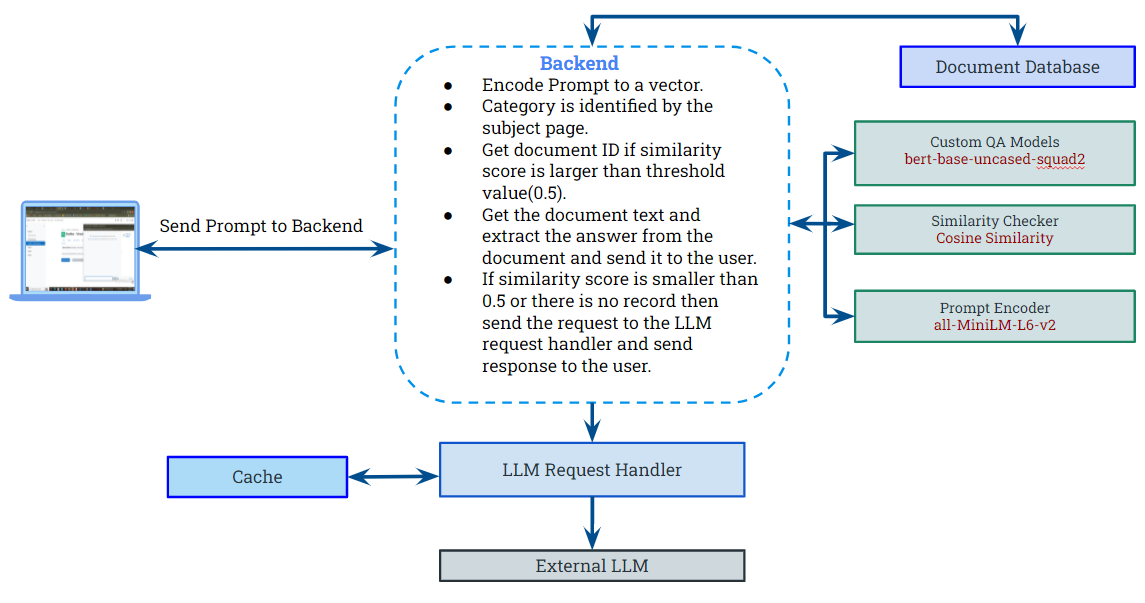 Backend
● Encode Prompt to a vector.
● Category is identified by the
subject page.
● Get document ID if similarity
score is larger than threshold
value(0.5).
● Get the document text and
extract the answer from the
document and send it to the user.
● If similarity score is smaller than
0.5 or there is no record then
send the request to the LLM
request handler and send
response to the user.
Document Database
Custom QA Models
bert-base-uncased-squad2
Similarity Checker
Cosine Similarity
Prompt Encoder
all-MiniLM-L6-v2
Send Prompt to Backend
LLM Request Handler
Cache
External LLM